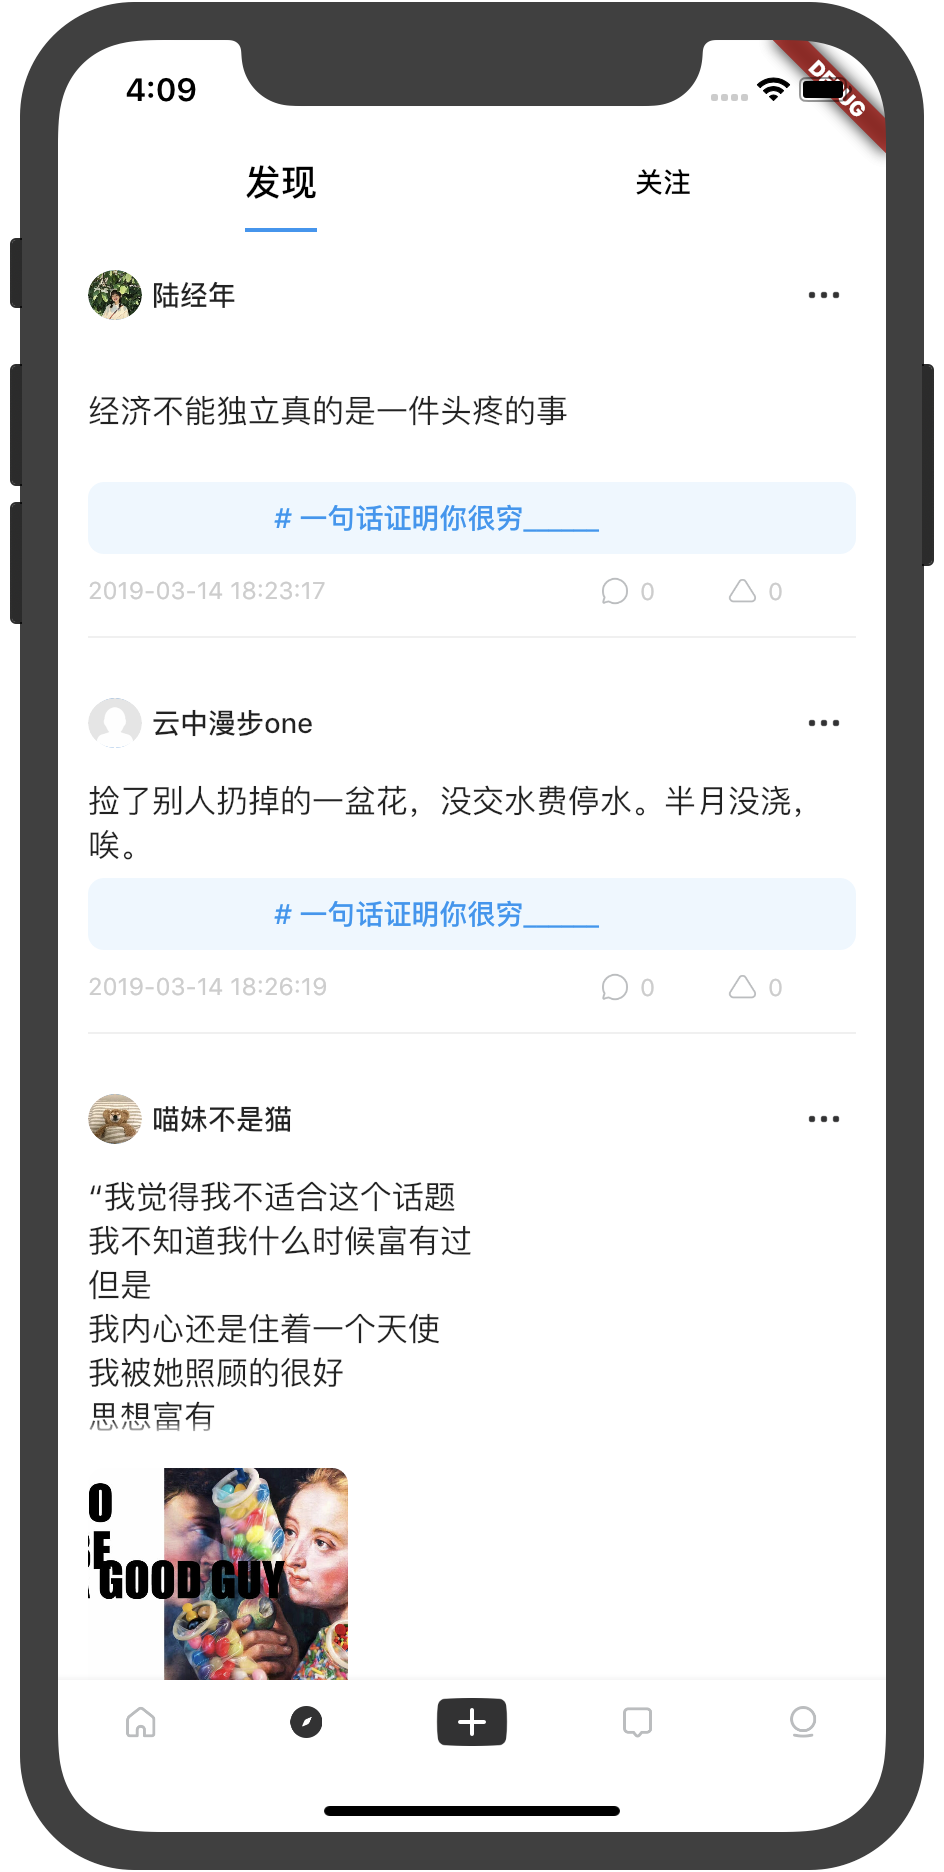 4:09
DEBUG
发现
关注
陆经年
经济不能独立真的是一件头疼的事
# 一句话证明你很穷______
2019-03-14 18:23:17
0
0
云中漫步one
捡了别人扔掉的一盆花，没交水费停水。半月没浇，
唉。
# 一句话证明你很穷______
2019-03-14 18:26:19
0
0
喵妹不是猫
“我觉得我不适合这个话题
我不知道我什么时候富有过
但是
我内心还是住着一个天使
我被她照顾的很好
思想富有
O
BE
A GOOD GUY